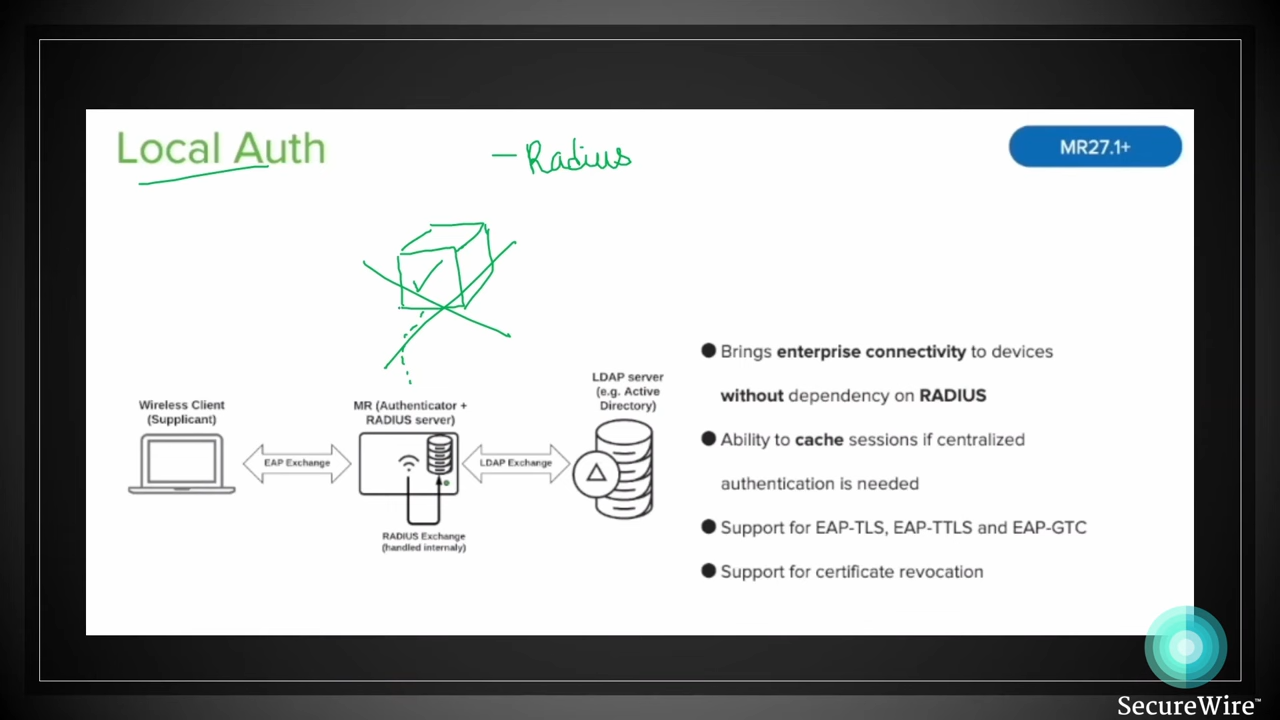 Local Auth
– Radius
MR27.1+
Wireless Client
(Supplicant)
EAP Exchange
MR (Authenticator +
RADIUS server)
RADIUS Exchange
(handled internaly)
LDAP Exchange
LDAP server
(e.g. Active
Directory)
● Brings enterprise connectivity to devices
without dependency on RADIUS
● Ability to cache sessions if centralized
authentication is needed
● Support for EAP-TLS, EAP-TTLS and EAP-GTC
● Support for certificate revocation
SecureWire™